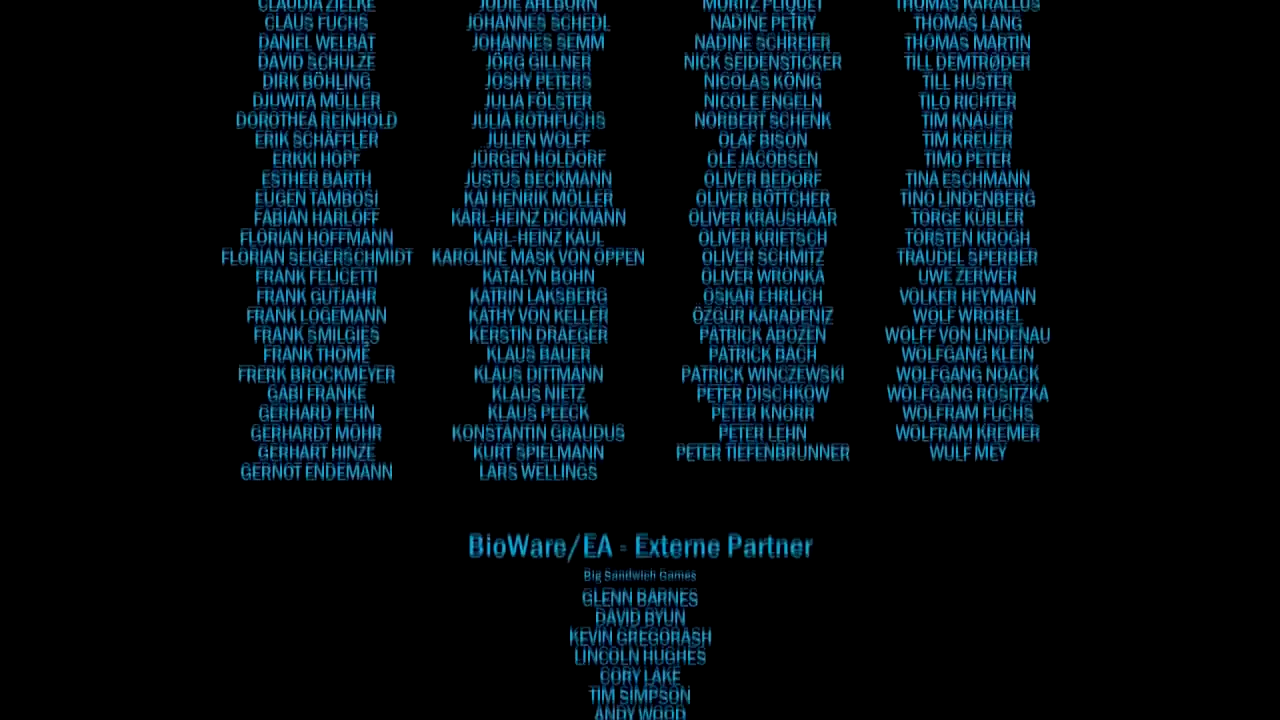 CLAUDIA ZIELKE
CLAUS FUCHS
DANIEL WELBAT
DAVID SCHULZE
DIRK BÖHLING
DJUWITA MÜLLER
DOROTHEA REINHOLD
ERIK SCHÄFFLER
ERKKI HOPF
ESTHER BARTH
EUGEN TAMBOSI
FABIAN HARLOFF
FLORIAN HOFFMANN
FLORIAN SEIGERSCHMIDT
FRANK FELICETTI
FRANK GUTJAHR
FRANK LOGEMANN
FRANK SMILGIES
FRANK THOMÉ
FRERK BROCKMEYER
GABI FRANKE
GERHARD FEHN
GERHARDT MOHR
GERHART HINZE
GERNOT ENDEMANN
JODIE AHLBORN
JOHANNES SCHEDL
JOHANNES SEMM
JÖRG GILLNER
JOSHY PETERS
JULIA FÖLSTER
JULIA ROTHFUCHS
JULIEN WOLFF
JÜRGEN HOLDORF
JUSTUS BECKMANN
KAI HENRIK MÖLLER
KARL-HEINZ DICKMANN
KARL-HEINZ KAUL
KAROLINE MASK VON OPPEN
KATALYN BOHN
KATRIN LAKSBERG
KATHY VON KELLER
KERSTIN DRAEGER
KLAUS BAUER
KLAUS DITTMANN
KLAUS NIETZ
KLAUS PEECK
KONSTANTIN GRAUDUS
KURT SPIELMANN
LARS WELLINGS
MORITZ PLIQUET
NADINE PETRY
NADINE SCHREIER
NICK SEIDENSTICKER
NICOLAS KÖNIG
NICOLE ENGELN
NORBERT SCHENK
OLAF BISON
OLE JACOBSEN
OLIVER BEDORF
OLIVER BÖTTCHER
OLIVER KRAUSHAAR
OLIVER KRIETSCH
OLIVER SCHMITZ
OLIVER WRONKA
OSKAR EHRLICH
ÖZGÜR KARADENIZ
PATRICK ABOZEN
PATRICK BACH
PATRICK WINCZEWSKI
PETER DISCHKOW
PETER KNORR
PETER LEHN
PETER TIEFENBRUNNER
THOMAS KARALLUS
THOMAS LANG
THOMAS MARTIN
TILL DEMTRØDER
TILL HUSTER
TILO RICHTER
TIM KNAUER
TIM KREUER
TIMO PETER
TINA ESCHMANN
TINO LINDENBERG
TORGE KÜBLER
TORSTEN KROGH
TRAUDEL SPERBER
UWE ZERWER
VOLKER HEYMANN
WOLF WROBEL
WOLFF VON LINDENAU
WOLFGANG KLEIN
WOLFGANG NOACK
WOLFGANG ROSITZKA
WOLFRAM FUCHS
WOLFRAM KREMER
WULF MEY
BioWare/EA - Externe Partner
Big Sandwich Games
GLENN BARNES
DAVID BYUN
KEVIN GREGORASH
LINCOLN HUGHES
CORY LAKE
TIM SIMPSON
ANDY WOOD